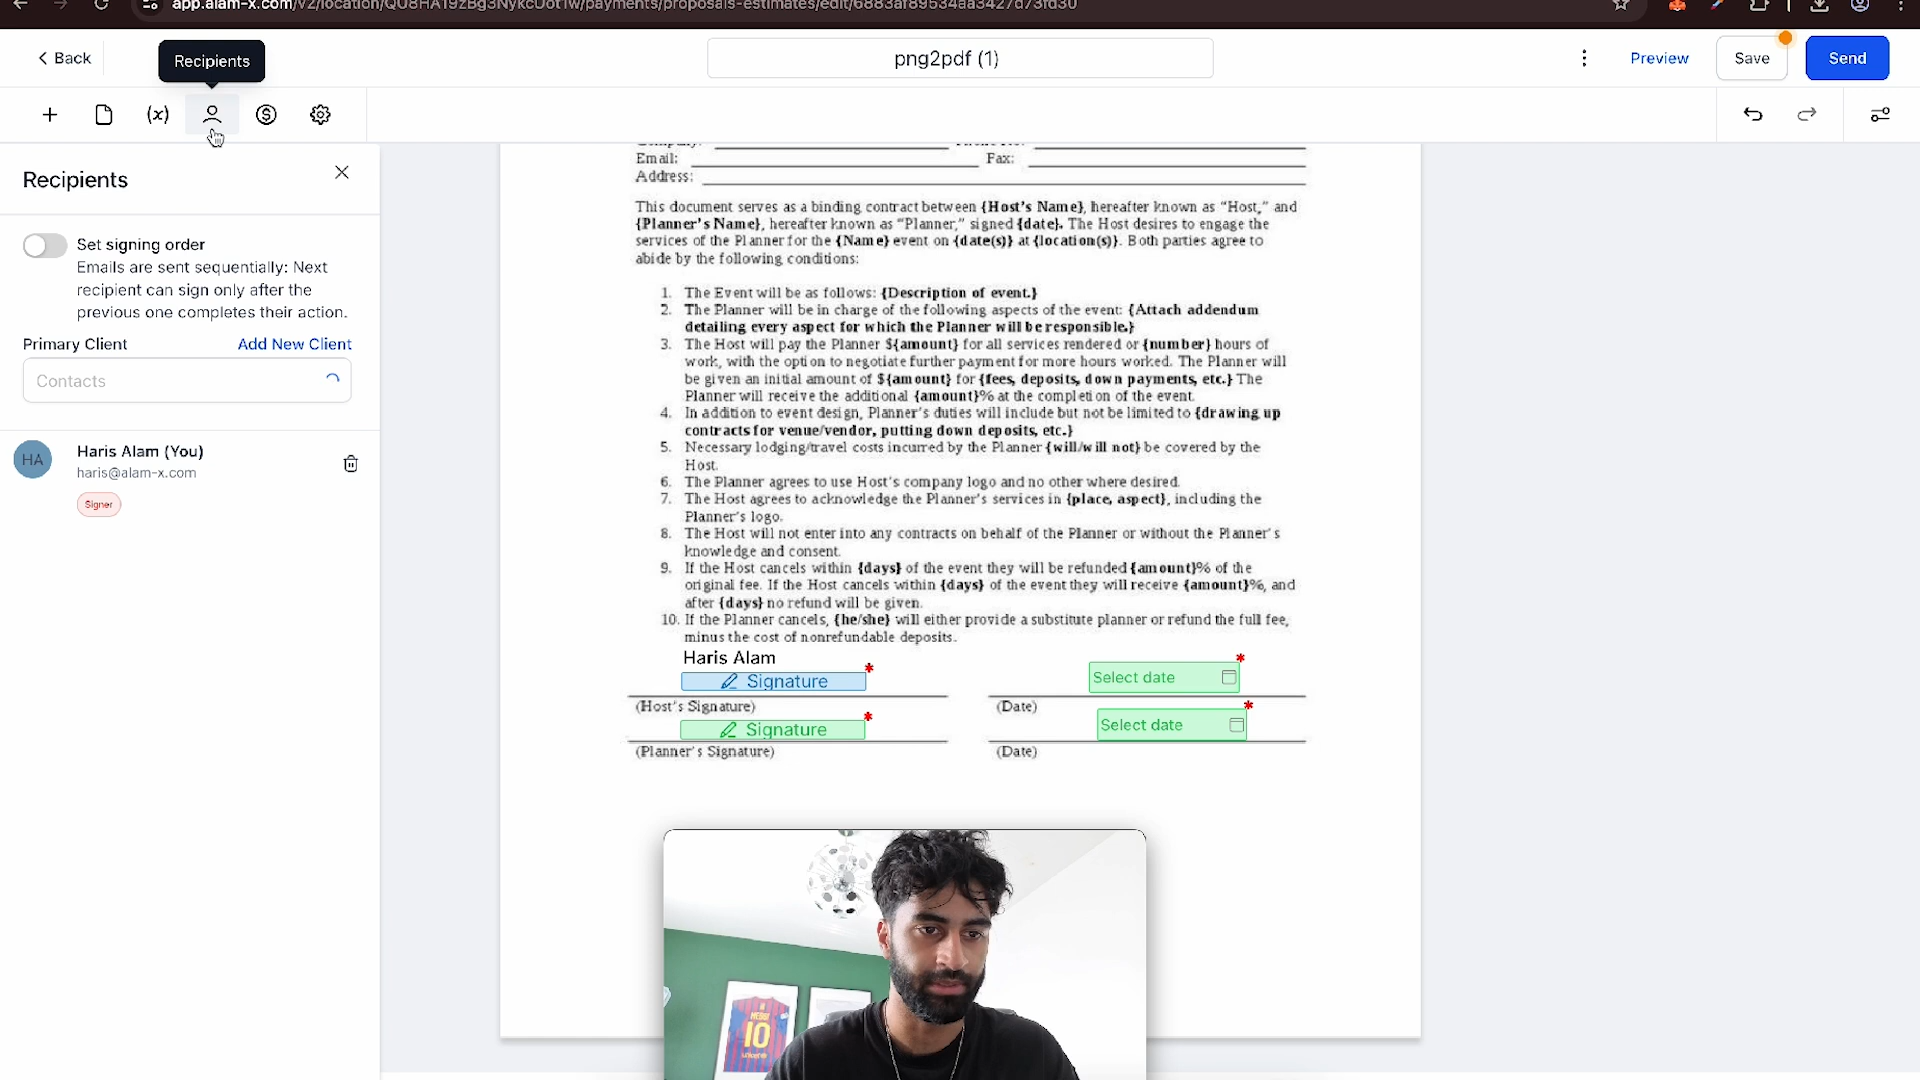 app.alam-x.com/v2/location/QU8HAT9zBg3NykcOot1w/payments/proposals-estimates/edit/6883af89534aa3427d73fd30
Back
Recipients
png2pdf (1)
Preview
Save
Send
(x)
Recipients
Set signing order
Emails are sent sequentially: Next
recipient can sign only after the
previous one completes their action.
Primary Client
Add New Client
Contacts
HA
Haris Alam (You)
haris@alam-x.com
Signer
Email:
Fax:
Address:
This document serves as a binding contract between {Host's Name}, hereafter known as "Host," and
{Planner's Name}, hereafter known as "Planner," signed {date}. The Host desires to engage the
services of the Planner for the {Name} event on {date(s)} at {location(s)}. Both parties agree to
abide by the following conditions:
1. The Event will be as follows: {Description of event.}
2. The Planner will be in charge of the following aspects of the event: {Attach addendum
detailing every aspect for which the Planner will be responsible.}
3. The Host will pay the Planner ${amount} for all services rendered or {number} hours of
work, with the option to negotiate further payment for more hours worked. The Planner will
be given an initial amount of ${amount} for {fees, deposits, down payments, etc.} The
Planner will receive the additional {amount}% at the completion of the event.
4. In addition to event design, Planner's duties will include but not be limited to {drawing up
contracts for venue/vendor, putting down deposits, etc.}
5. Necessary lodging/travel costs incurred by the Planner {will/will not} be covered by the
Host.
6. The Planner agrees to use Host's company logo and no other where desired.
7. The Host agrees to acknowledge the Planner's services in {place, aspect}, including the
Planner's logo.
8. The Host will not enter into any contracts on behalf of the Planner or without the Planner's
knowledge and consent.
9. If the Host cancels within {days} of the event they will be refunded {amount}% of the
original fee. If the Host cancels within {days} of the event they will receive {amount}%, and
after {days} no refund will be given.
10. If the Planner cancels, {he/she} will either provide a substitute planner or refund the full fee,
minus the cost of nonrefundable deposits.
Haris Alam
Signature
*
Select date
*
(Host's Signature)
(Date)
Signature
*
Select date
*
(Planner's Signature)
(Date)
MESSI
10
unicef